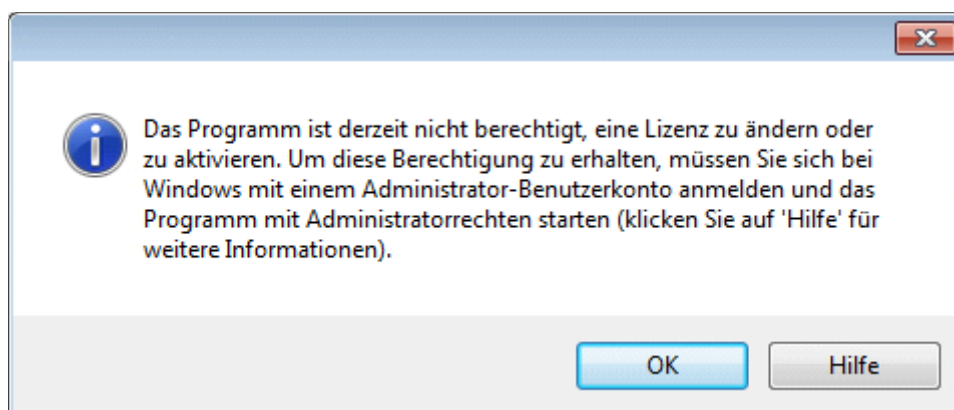 Das Programm ist derzeit nicht berechtigt, eine Lizenz zu ändern oder
zu aktivieren. Um diese Berechtigung zu erhalten, müssen Sie sich bei
Windows mit einem Administrator-Benutzerkonto anmelden und das
Programm mit Administratorrechten starten (klicken Sie auf 'Hilfe' für
weitere Informationen).
OK Hilfe